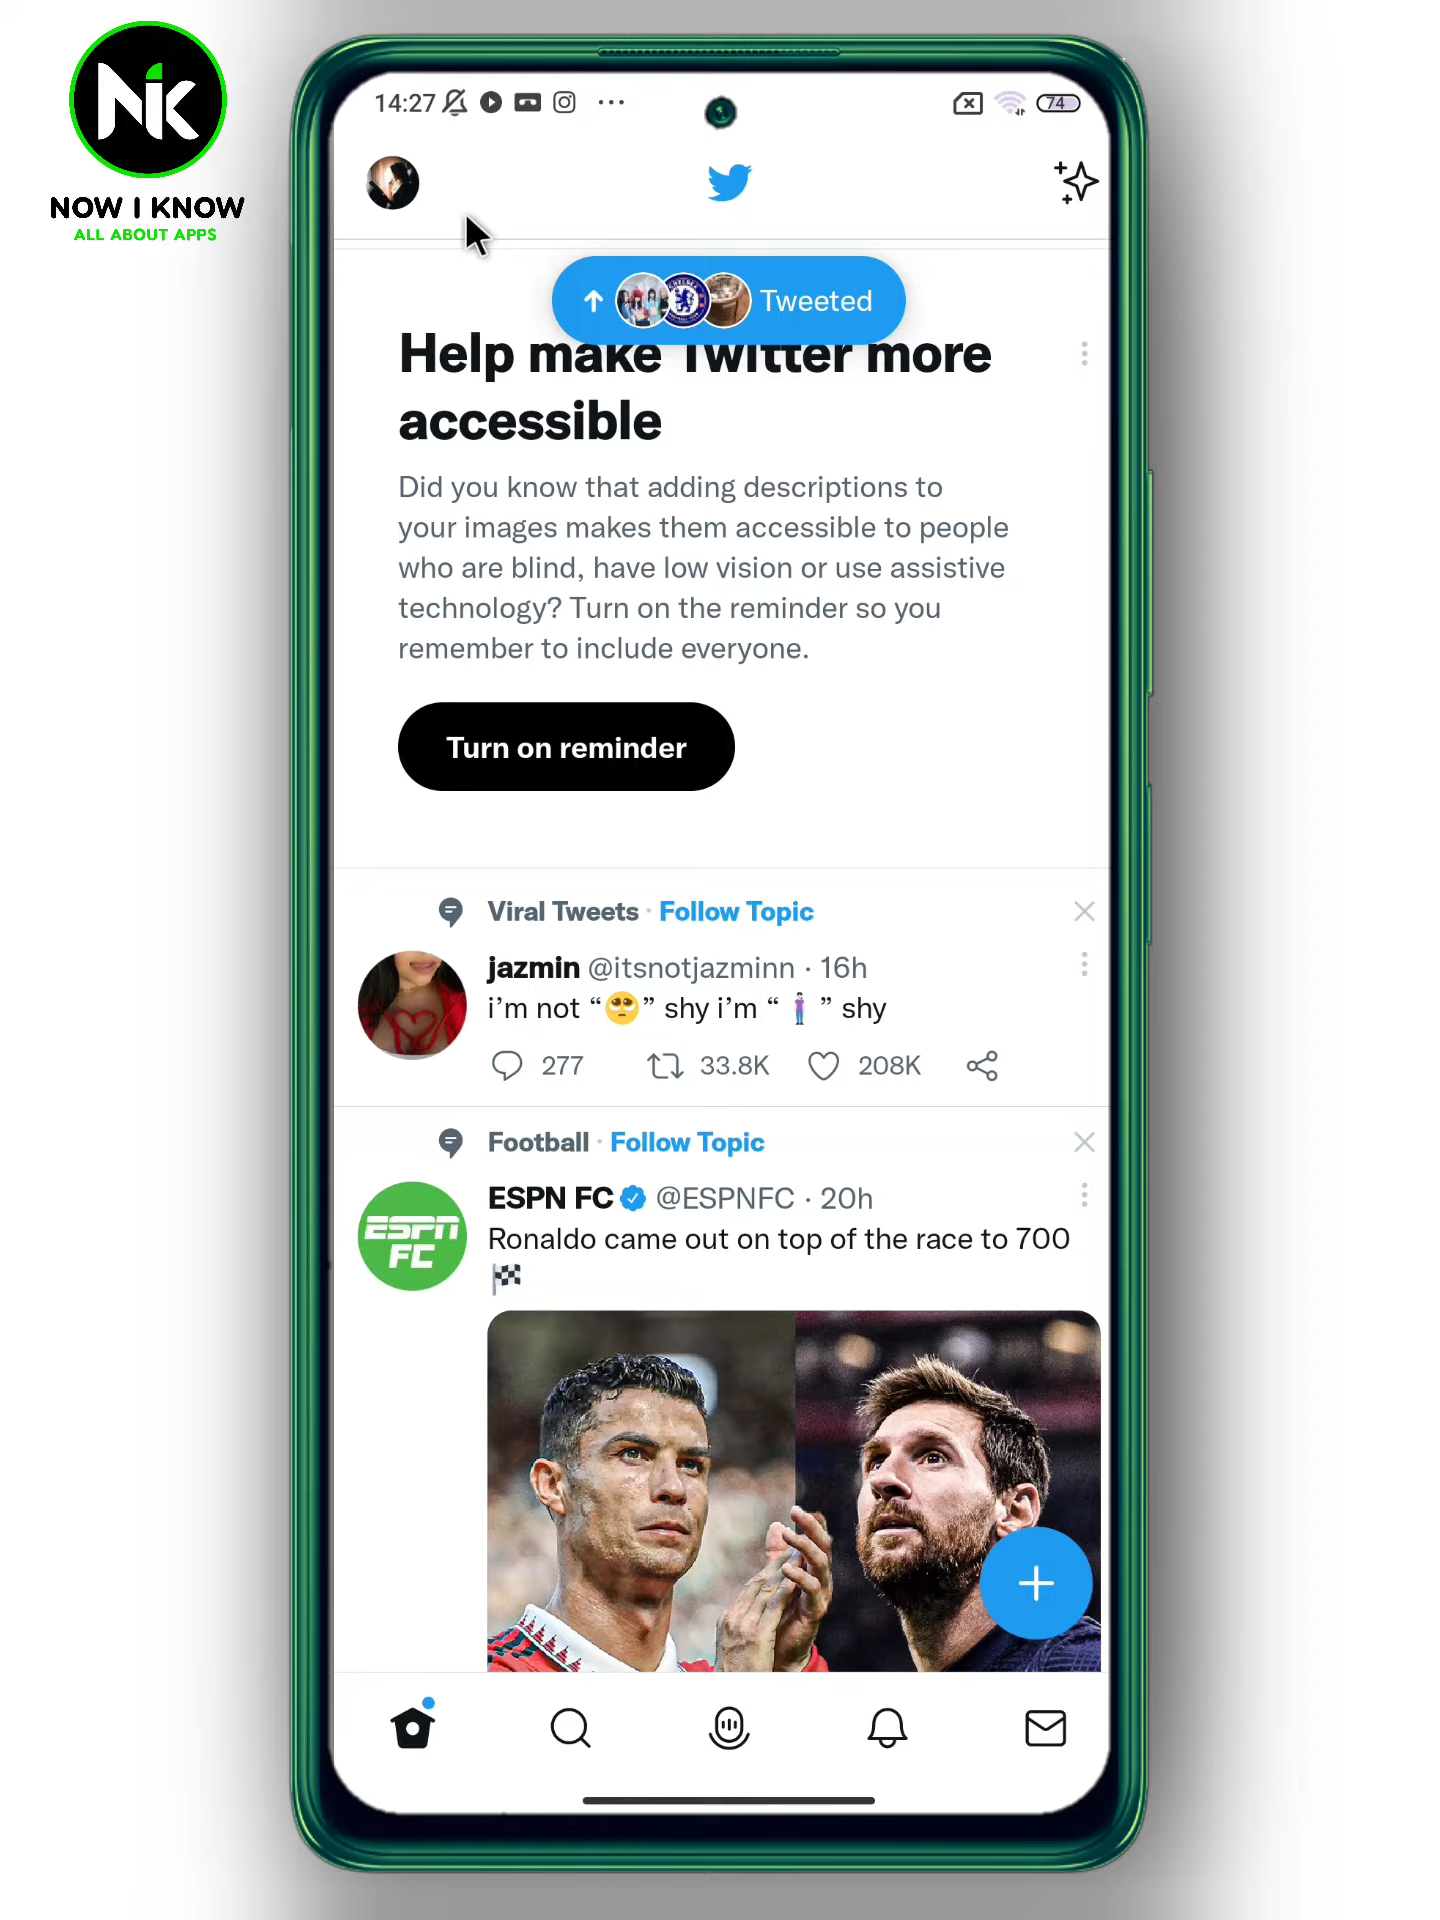 NiK
NOW I KNOW
ALL ABOUT APPS
14:27
74
Tweeted
Help make Twitter more
accessible
Did you know that adding descriptions to
your images makes them accessible to people
who are blind, have low vision or use assistive
technology? Turn on the reminder so you
remember to include everyone.
Turn on reminder
Viral Tweets · Follow Topic
jazmin @itsnotjazminn · 16h
i'm not “🥺” shy i'm “🧍🏻‍♀️” shy
277 33.8K 208K
Football · Follow Topic
ESPN FC @ESPNFC · 20h
ESPN
FC
Ronaldo came out on top of the race to 700
🏁